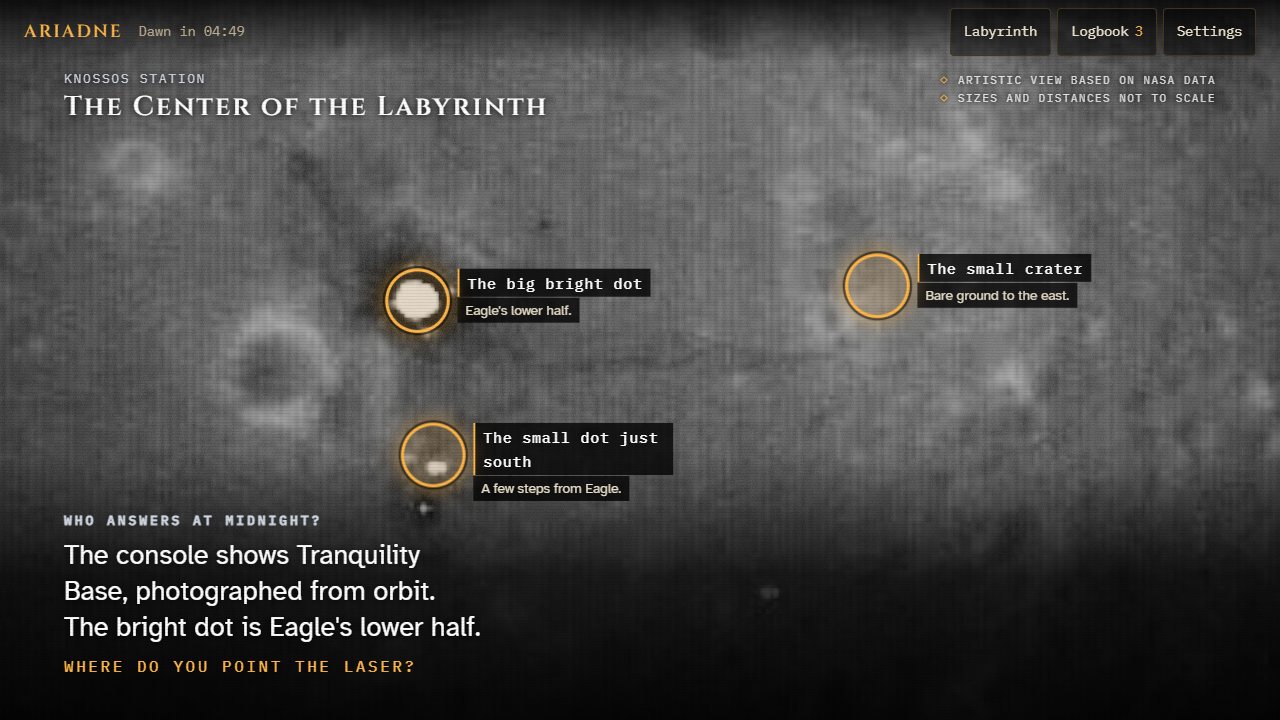 ARIADNE Dawn in 04:49
Labyrinth
Logbook 3
Settings
KNOSSOS STATION
THE CENTER OF THE LABYRINTH
◇ ARTISTIC VIEW BASED ON NASA DATA
◇ SIZES AND DISTANCES NOT TO SCALE
The big bright dot
Eagle's lower half.
The small crater
Bare ground to the east.
The small dot just
south
A few steps from Eagle.
WHO ANSWERS AT MIDNIGHT?
The console shows Tranquility
Base, photographed from orbit.
The bright dot is Eagle's lower half.
WHERE DO YOU POINT THE LASER?